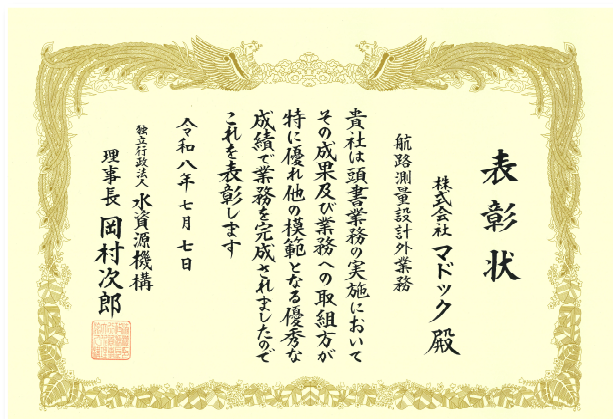 表彰状
株式会社マドック殿
航路測量設計外業務
貴社は頭書業務の実施において
その成果及び業務への取組方が
特に優れ他の模範となる優秀な
成績で業務を完成されましたので
これを表彰します
令和八年七月七日
独立行政法人水資源機構
理事長岡村次郎